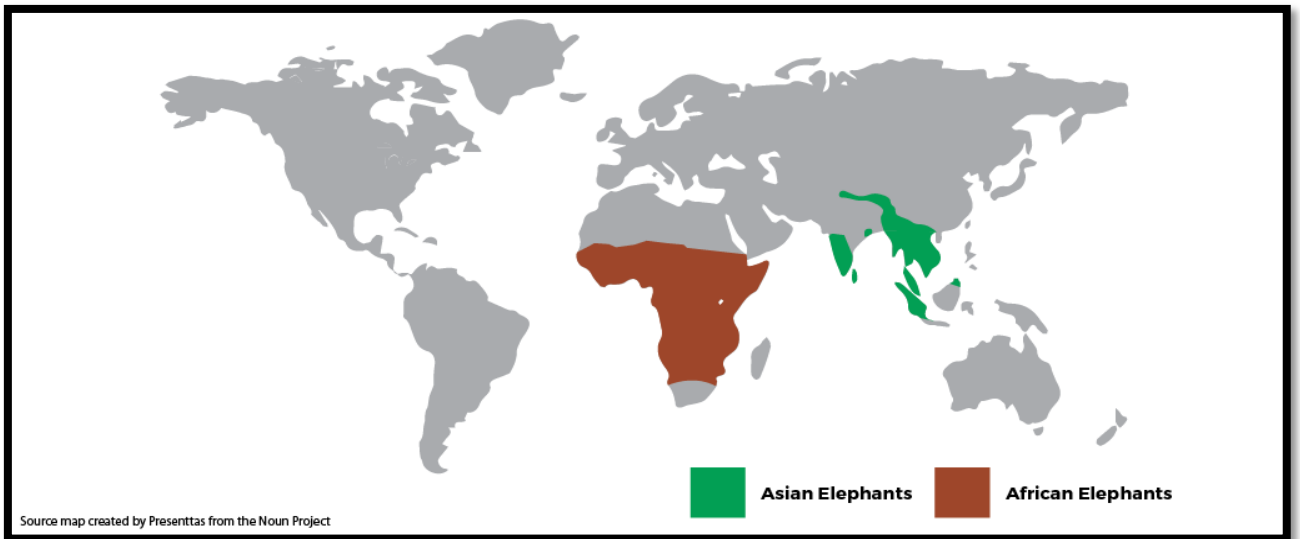 Asian Elephants
African Elephants
Source map created by Presenttas from the Noun Project